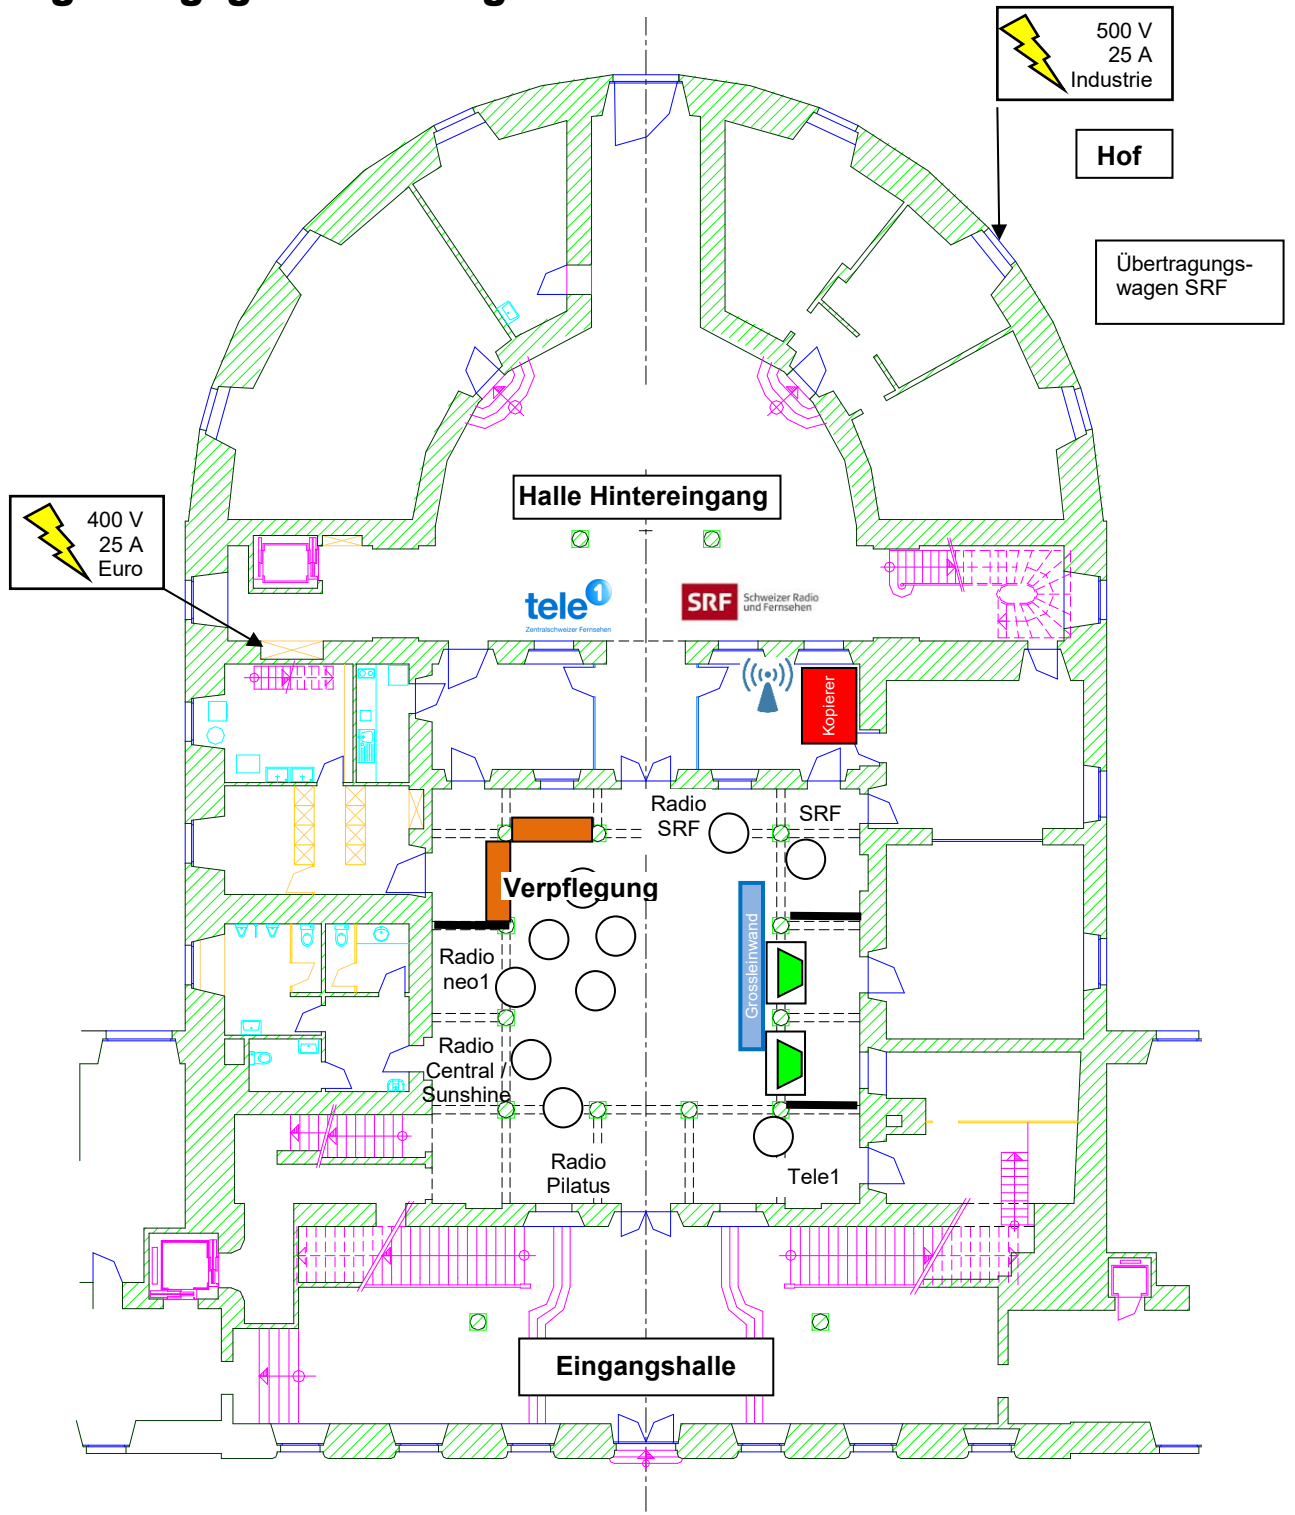 500 V
25 A
Industrie
Hof
Übertragungs-
wagen SRF
Halle Hintereingang
400 V
25 A
Euro
tele1
Zentralschweizer Fernsehen
SRF Schweizer Radio
und Fernsehen
Kopierer
Radio
SRF
SRF
Verpflegung
Grossleinwand
Radio
neo1
Radio
Central /
Sunshine
Radio
Pilatus
Tele1
Eingangshalle